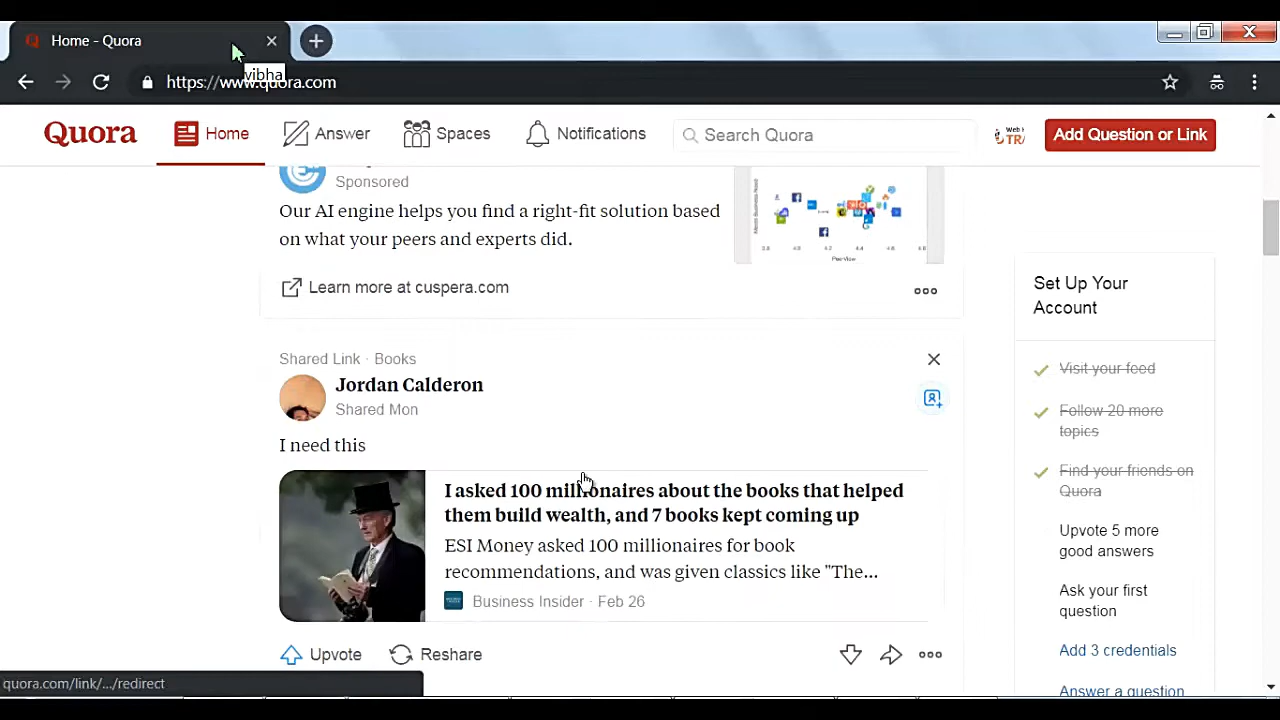 Home - Quora
vibha
https://www.quora.com
Quora
Home
Answer
Spaces
Notifications
Search Quora
Add Question or Link
Sponsored
Our AI engine helps you find a right-fit solution based
on what your peers and experts did.
Learn more at cuspera.com
Shared Link · Books
Jordan Calderon
Shared Mon
I need this
I asked 100 millionaires about the books that helped
them build wealth, and 7 books kept coming up
ESI Money asked 100 millionaires for book
recommendations, and was given classics like "The...
Business Insider · Feb 26
Upvote
Reshare
Set Up Your
Account
Visit your feed
Follow 20 more
topics
Find your friends on
Quora
Upvote 5 more
good answers
Ask your first
question
Add 3 credentials
Answer a question
quora.com/link/.../redirect